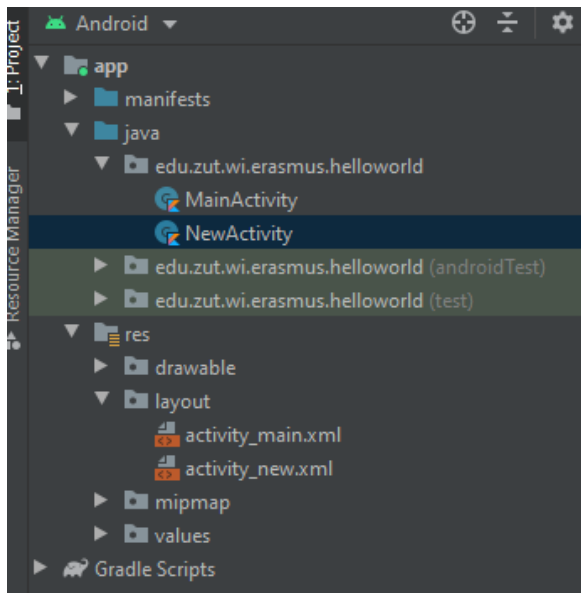 1: Project
Resource Manager
Android
app
manifests
java
edu.zut.wi.erasmus.helloworld
MainActivity
NewActivity
edu.zut.wi.erasmus.helloworld (androidTest)
edu.zut.wi.erasmus.helloworld (test)
res
drawable
layout
activity_main.xml
activity_new.xml
mipmap
values
Gradle Scripts